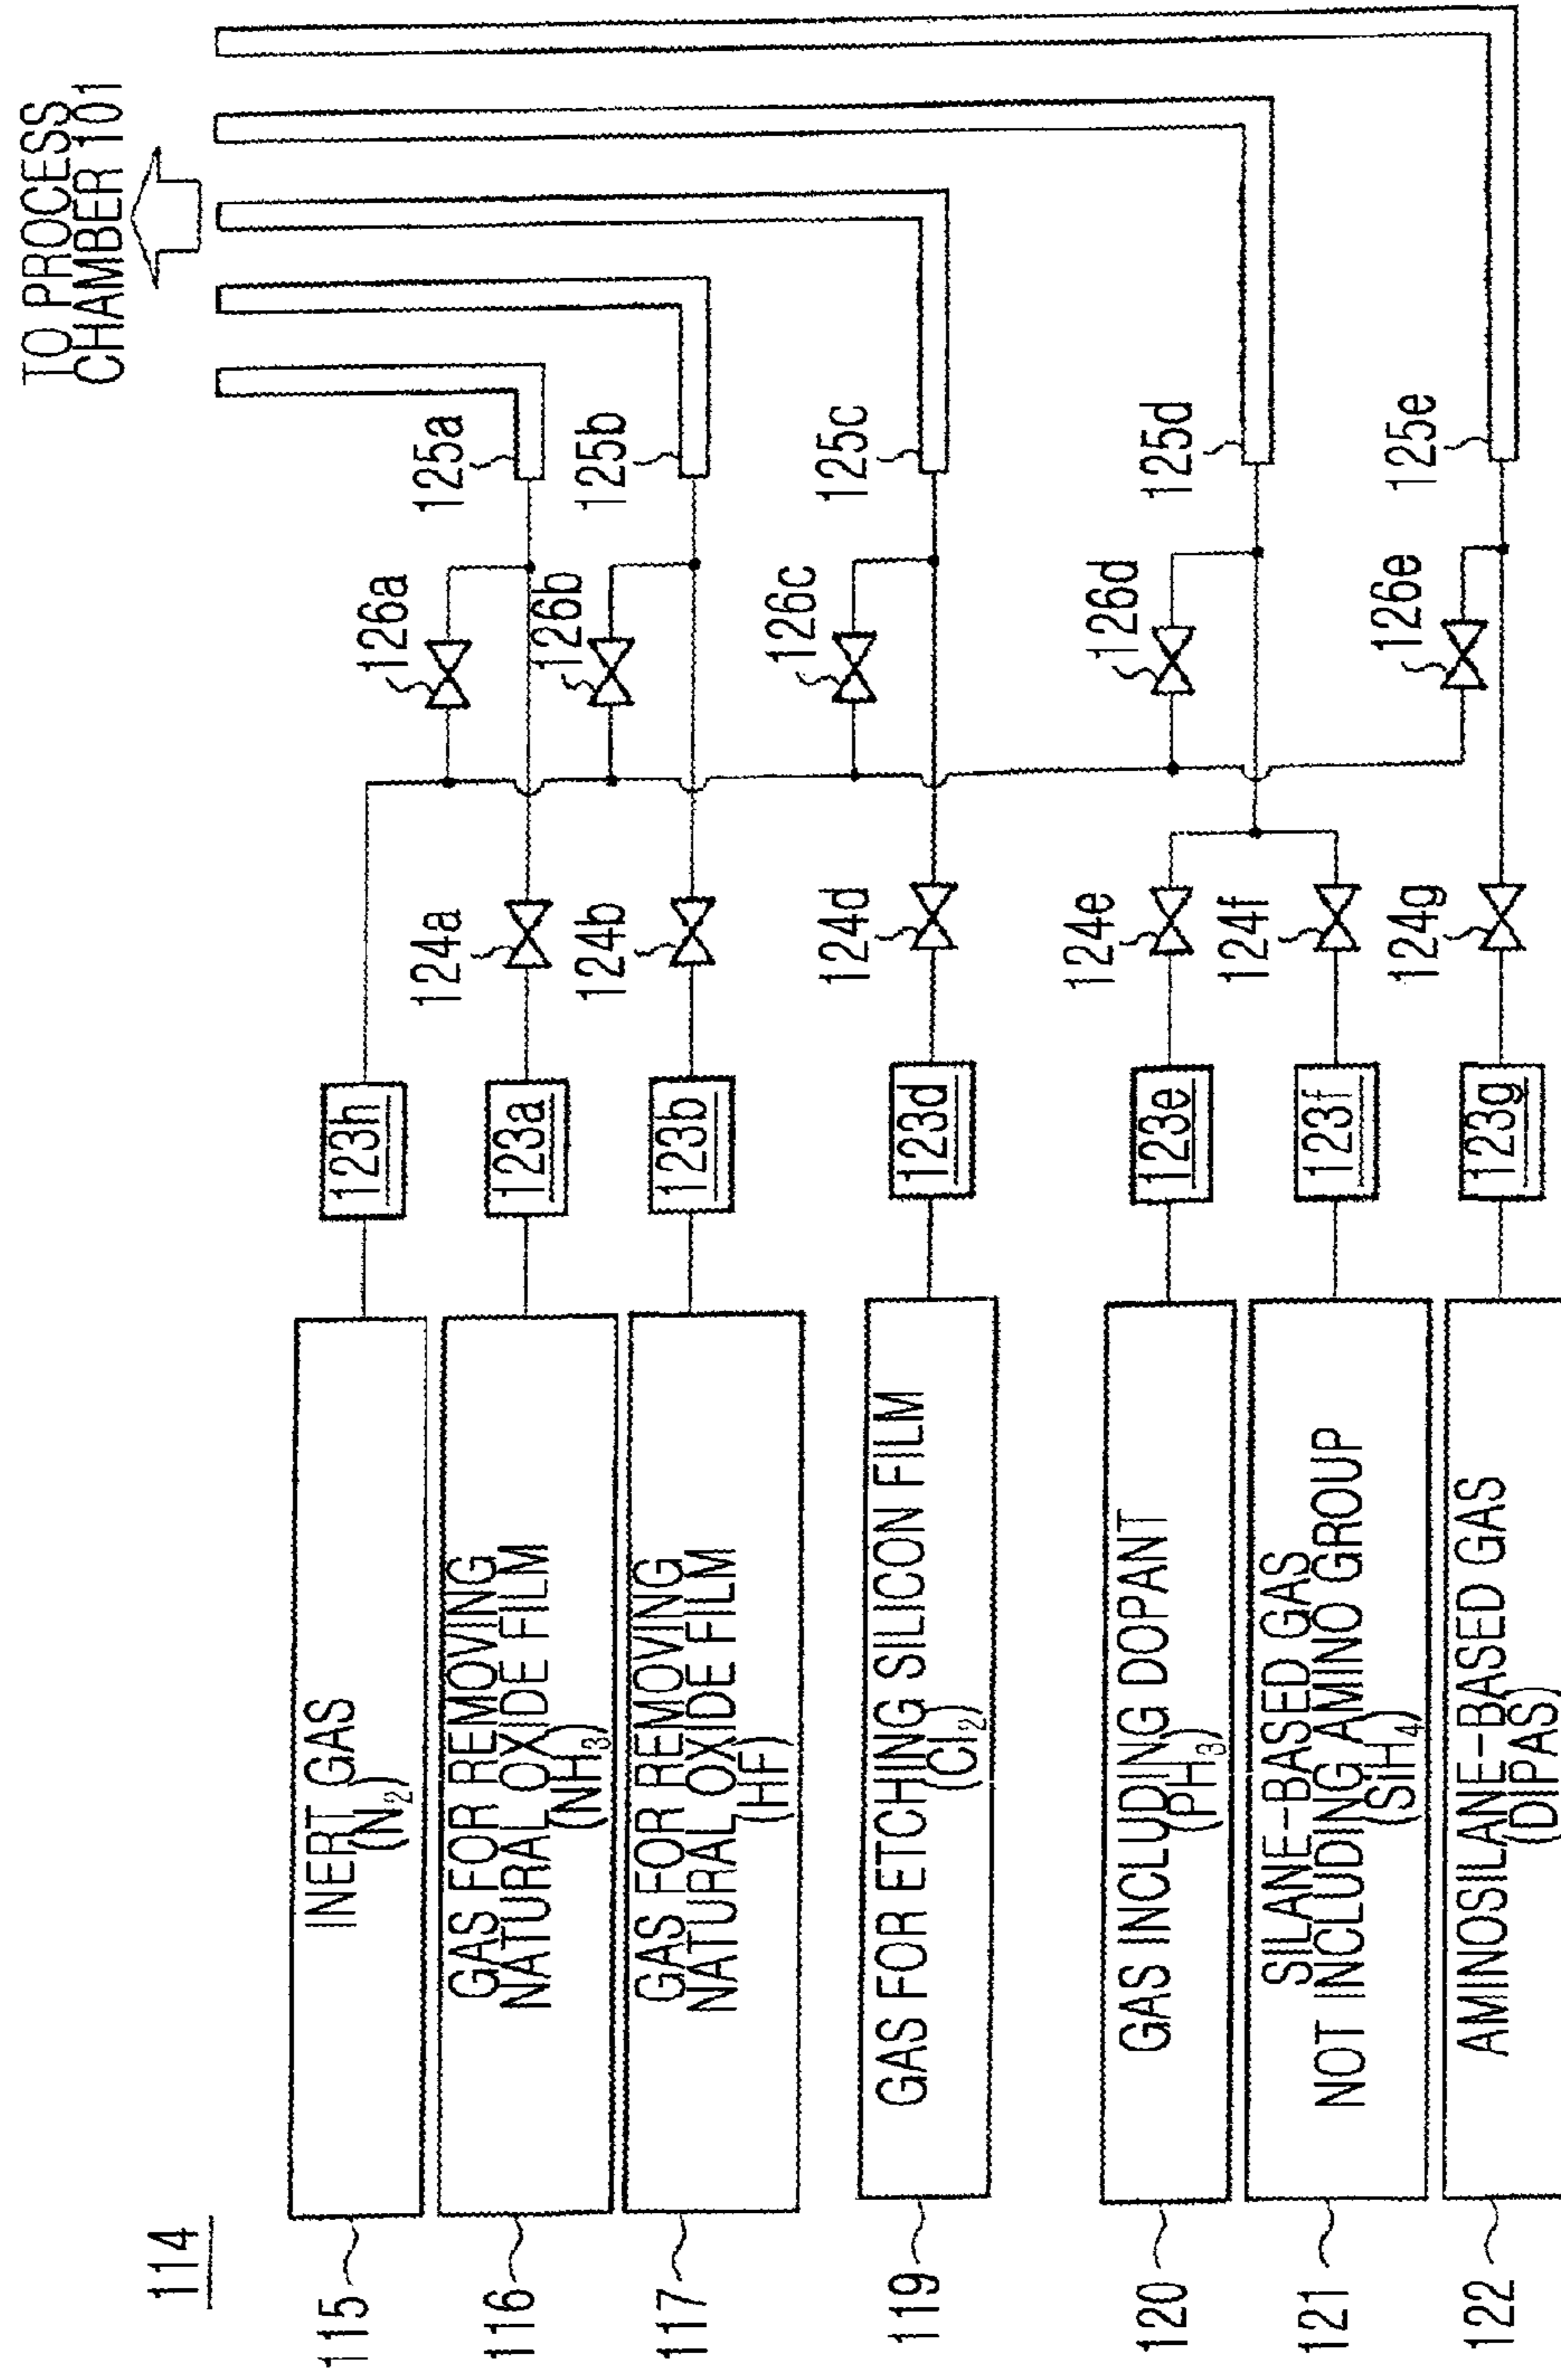 114
115
INERT GAS
(N₂)
123h
116
GAS FOR REMOVING
NATURAL OXIDE FILM
(NH₃)
123a
124a
126a
125a
117
GAS FOR REMOVING
NATURAL OXIDE FILM
(HF)
123b
124b
126b
125b
119
GAS FOR ETCHING SILICON FILM
(Cl₂)
123d
124d
126c
125c
120
GAS INCLUDING DOPANT
(PH₃)
123e
124e
126d
125d
121
SILANE-BASED GAS
NOT INCLUDING AMINO GROUP
(SiH₄)
123f
124f
122
AMINOSILANE-BASED GAS
(DIPAS)
123g
124g
126e
125e
TO PROCESS
CHAMBER 101